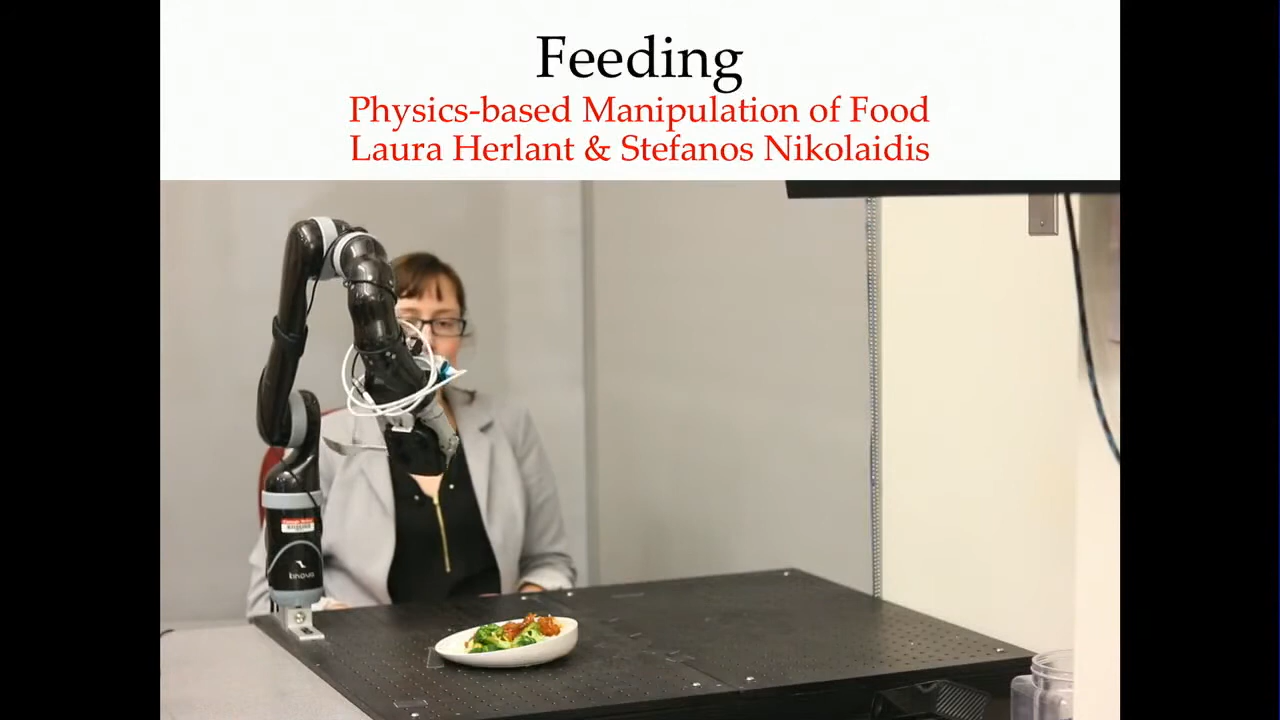 Feeding
Physics-based Manipulation of Food
Laura Herlant & Stefanos Nikolaidis